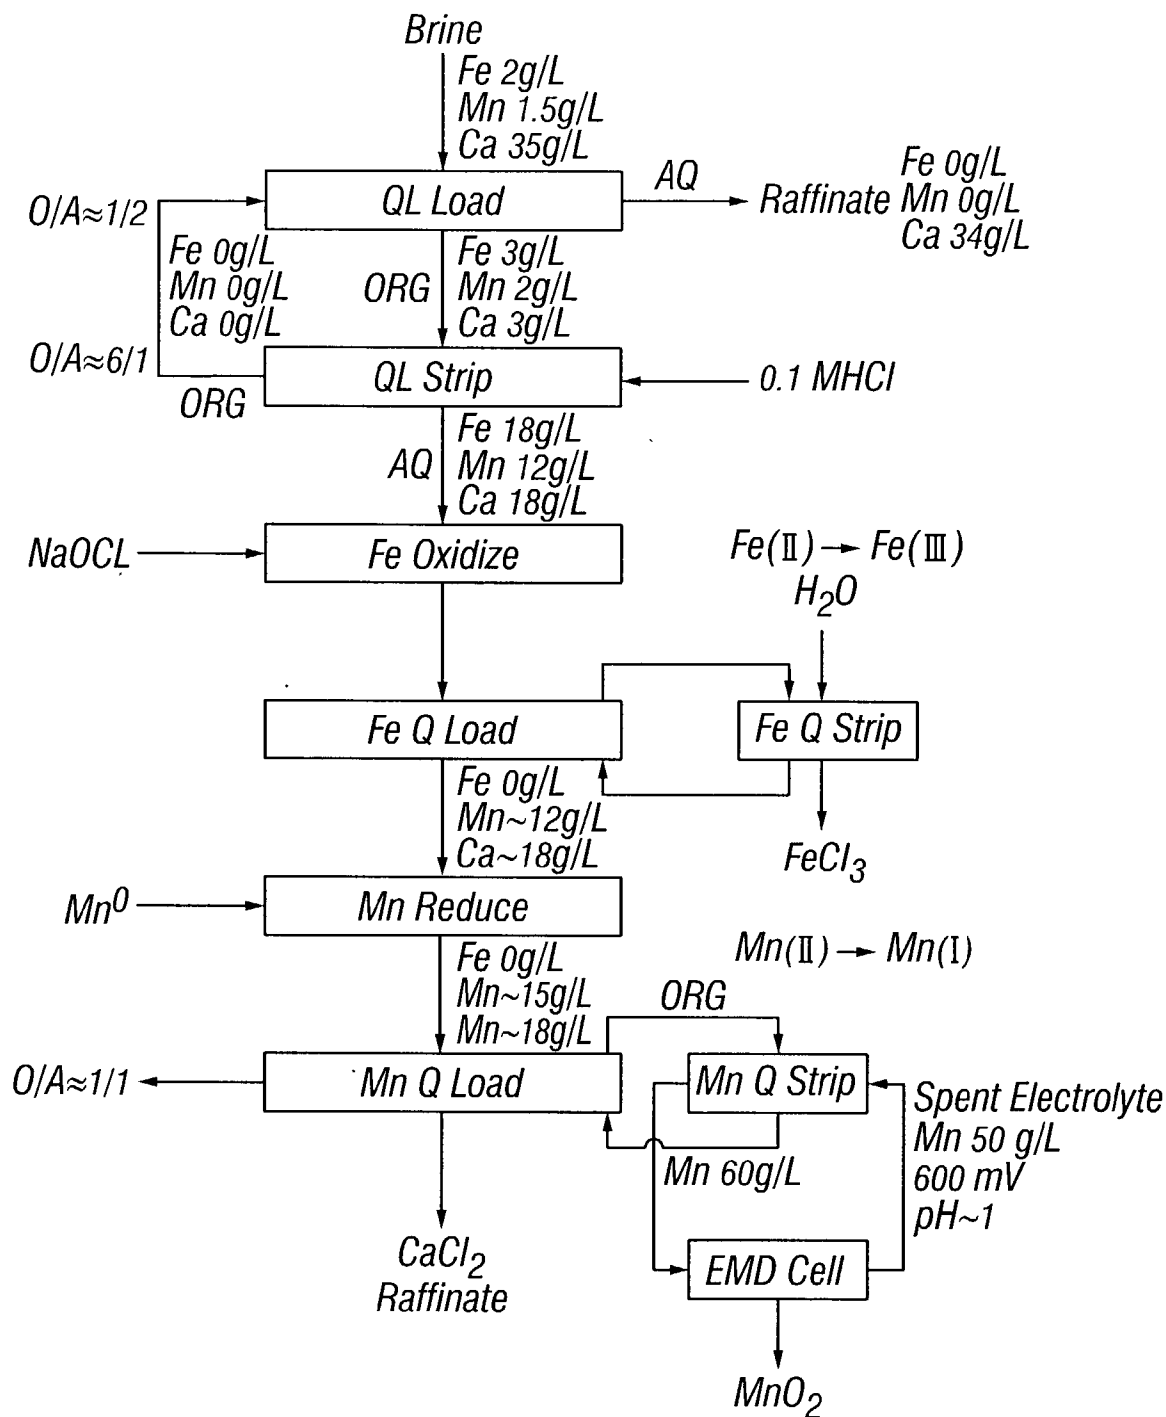 Brine
Fe 2g/L
Mn 1.5g/L
Ca 35g/L
QL Load
AQ
Raffinate
Fe 0g/L
Mn 0g/L
Ca 34g/L
O/A≈1/2
Fe 0g/L
Mn 0g/L
Ca 0g/L
ORG
Fe 3g/L
Mn 2g/L
Ca 3g/L
O/A≈6/1
QL Strip
0.1 MHCl
ORG
AQ
Fe 18g/L
Mn 12g/L
Ca 18g/L
NaOCL
Fe Oxidize
Fe(II) → Fe(III)
H2O
Fe Q Load
Fe Q Strip
Fe 0g/L
Mn~12g/L
Ca~18g/L
FeCl3
Mn0
Mn Reduce
Mn(II) → Mn(I)
Fe 0g/L
Mn~15g/L
Mn~18g/L
ORG
O/A≈1/1
Mn Q Load
Mn Q Strip
Spent Electrolyte
Mn 50 g/L
600 mV
pH~1
Mn 60g/L
CaCl2
Raffinate
EMD Cell
MnO2